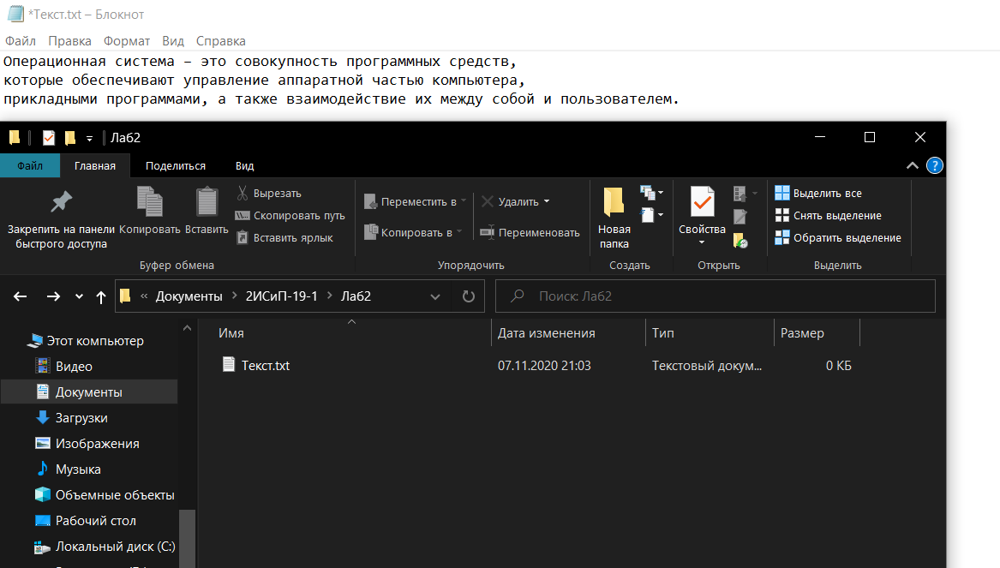 *Текст.txt – Блокнот
Файл Правка Формат Вид Справка
Операционная система – это совокупность программных средств,
которые обеспечивают управление аппаратной частью компьютера,
прикладными программами, а также взаимодействие их между собой и пользователем.
Лаб2
Файл Главная Поделиться Вид ?
Закрепить на панели быстрого доступа
Копировать
Вставить
Вырезать
Скопировать путь
Вставить ярлык
Буфер обмена
Переместить в
Копировать в
Удалить
Переименовать
Упорядочить
Новая папка
Создать
Свойства
Открыть
Выделить все
Снять выделение
Обратить выделение
Выделить
« Документы > 2ИСиП-19-1 > Лаб2
Поиск: Лаб2
Имя Дата изменения Тип Размер
Текст.txt 07.11.2020 21:03 Текстовый докум... 0 КБ
Этот компьютер
Видео
Документы
Загрузки
Изображения
Музыка
Объемные объекты
Рабочий стол
Локальный диск (C:)